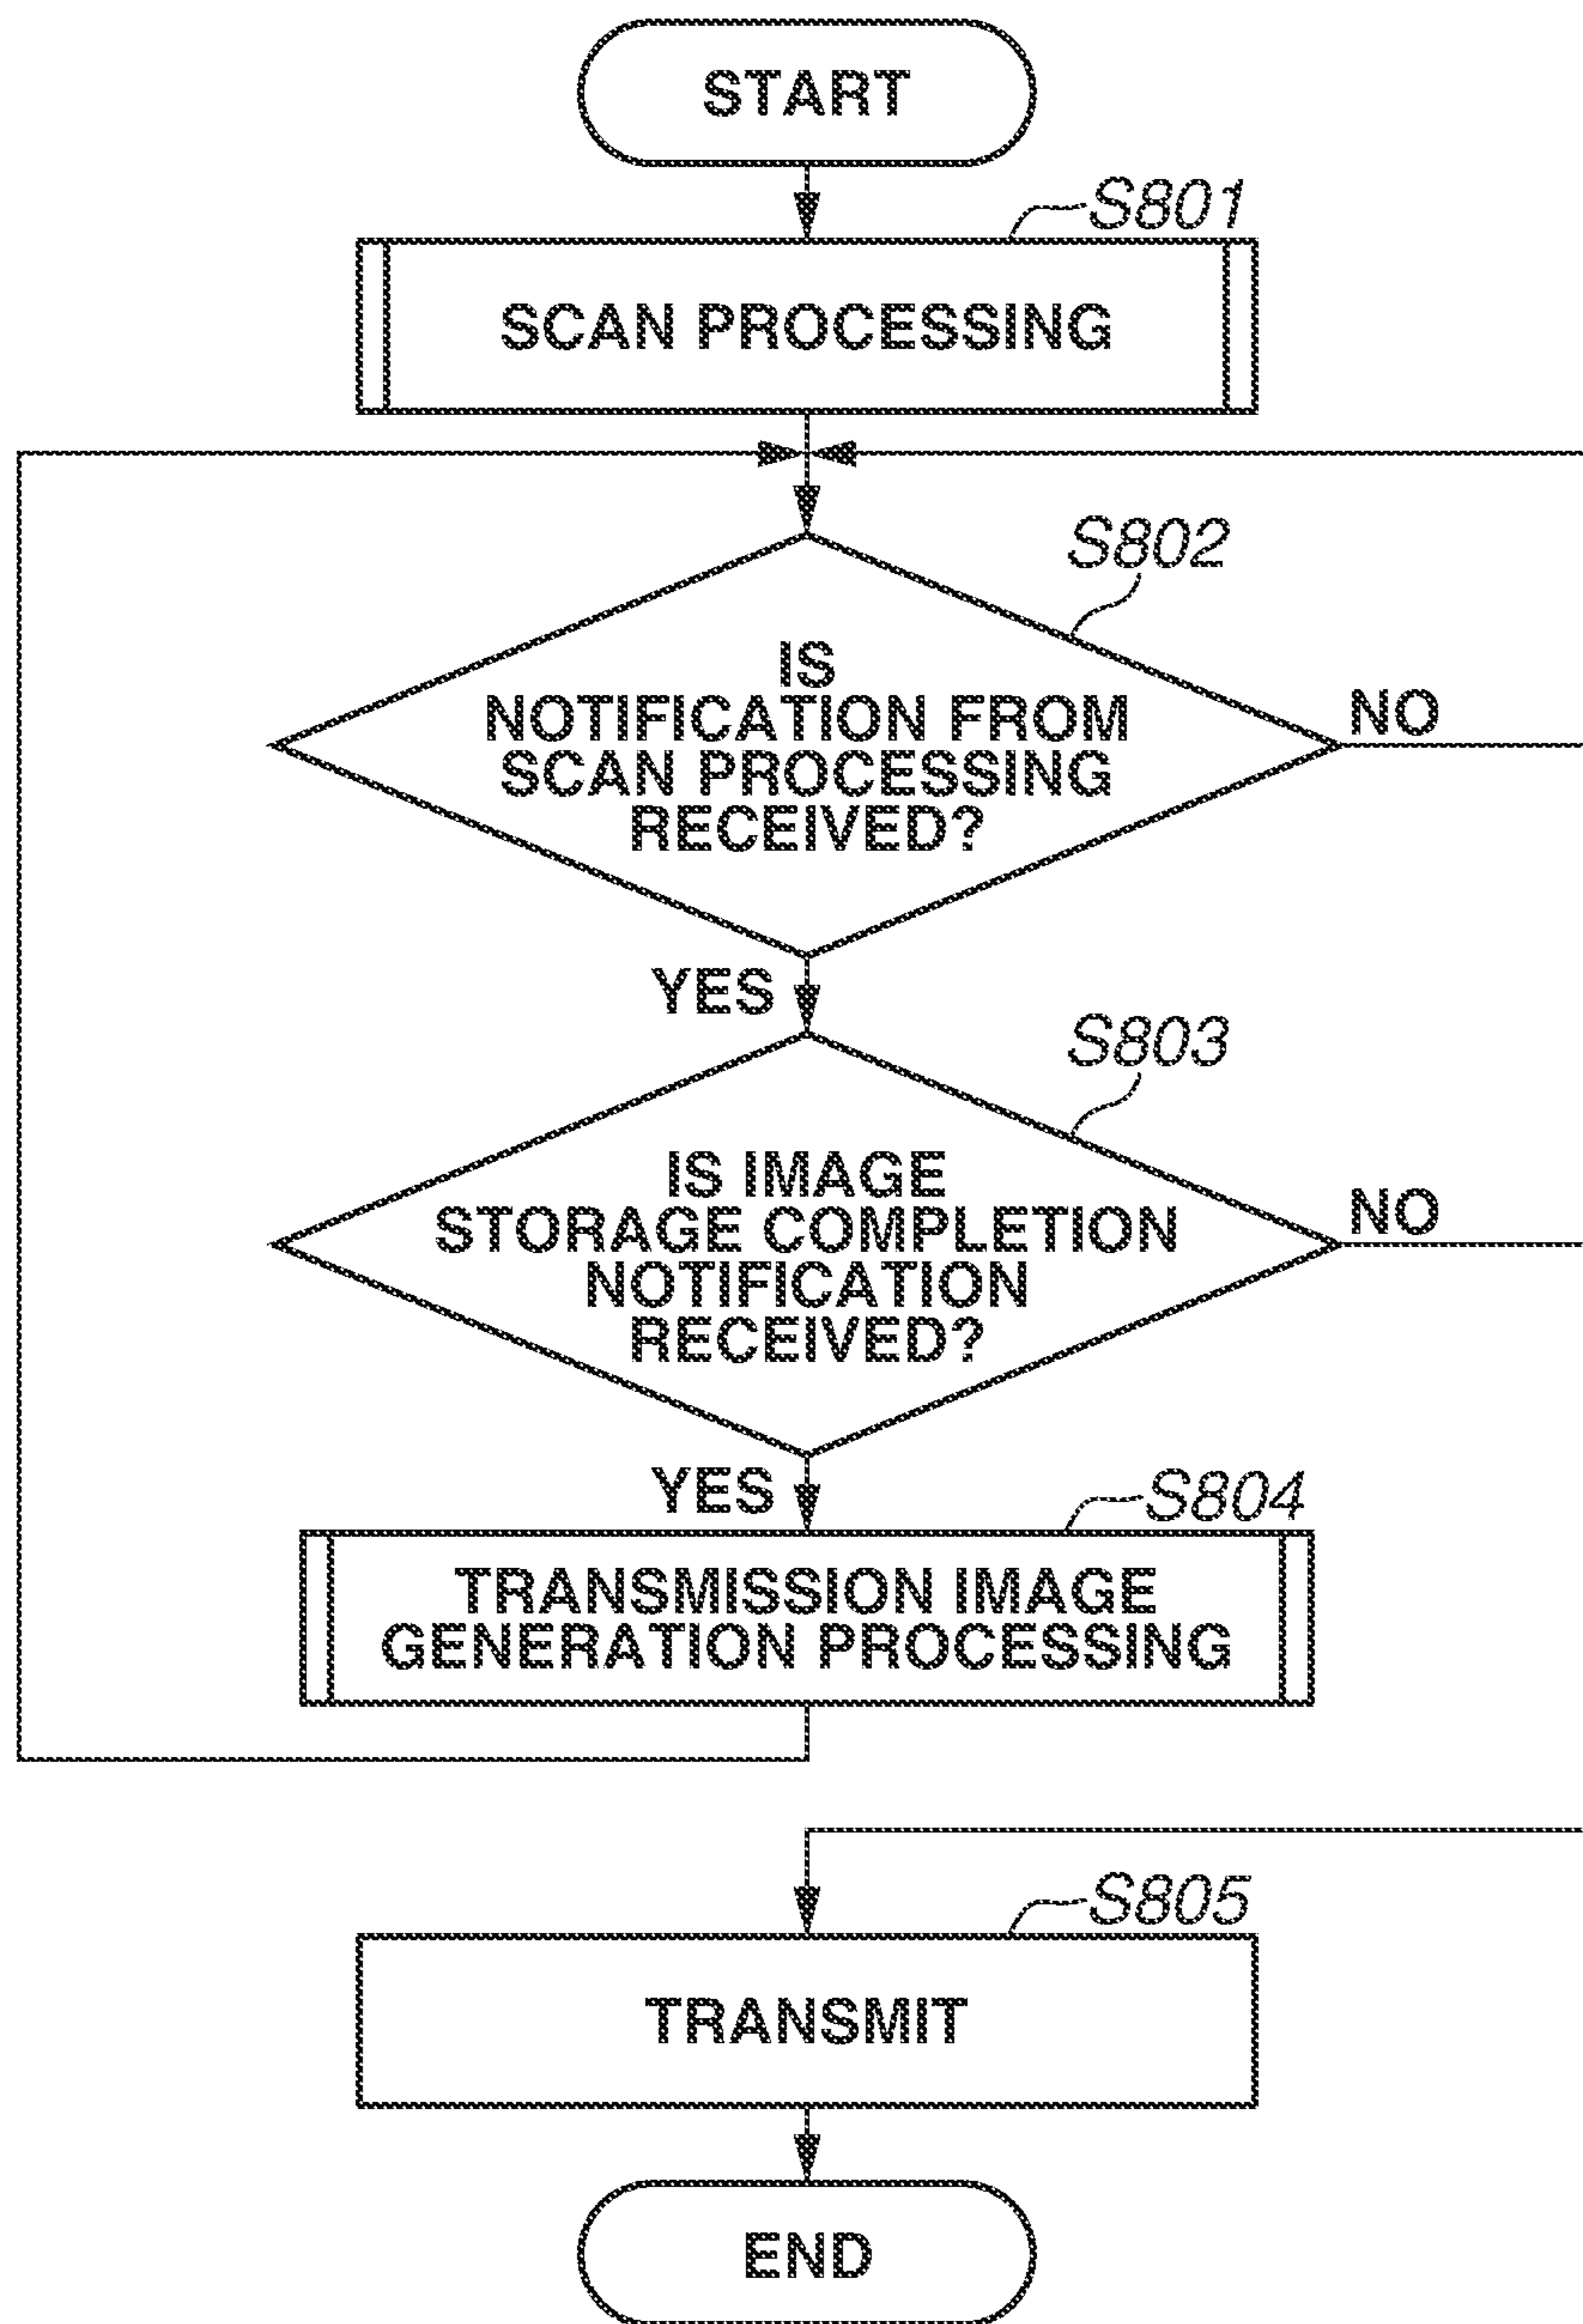 START
S801
SCAN PROCESSING
S802
IS
NOTIFICATION FROM
SCAN PROCESSING
RECEIVED?
NO
YES
S803
IS IMAGE
STORAGE COMPLETION
NOTIFICATION
RECEIVED?
NO
YES
S804
TRANSMISSION IMAGE
GENERATION PROCESSING
S805
TRANSMIT
END